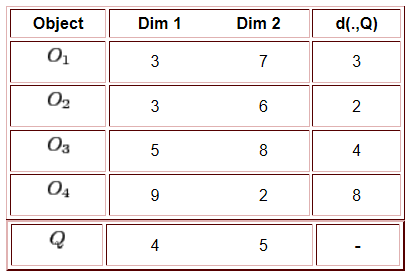 Object Dim 1 Dim 2 d(.,Q)
O₁ 3 7 3
O₂ 3 6 2
O₃ 5 8 4
O₄ 9 2 8
Q 4 5 -